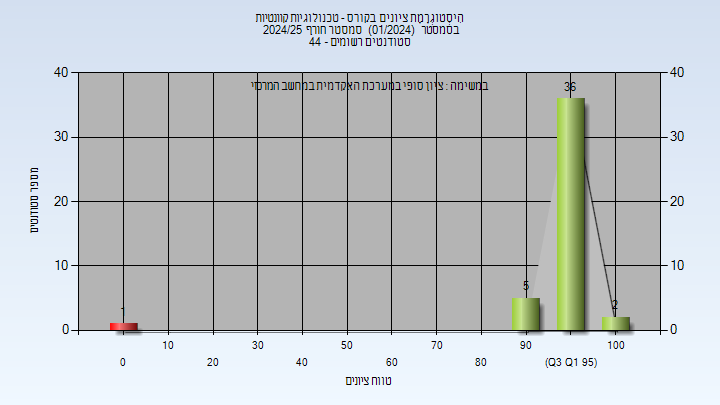 היסטוגרמת ציונים בקורס - טכנולוגיות קוונטיות
בסמסטר (01/2024) סמסטר חורף 2024/25
סטודנטים רשומים - 44
במשימה : ציון סופי במערכת האקדמית במחשב המרכזי
40 40
30 30
20 20
10 10
0 0
1 5 36 2
מספר סטודנטים
10 30 50 70 90 100
0 20 40 60 80 (Q3 Q1 95)
טווח ציונים